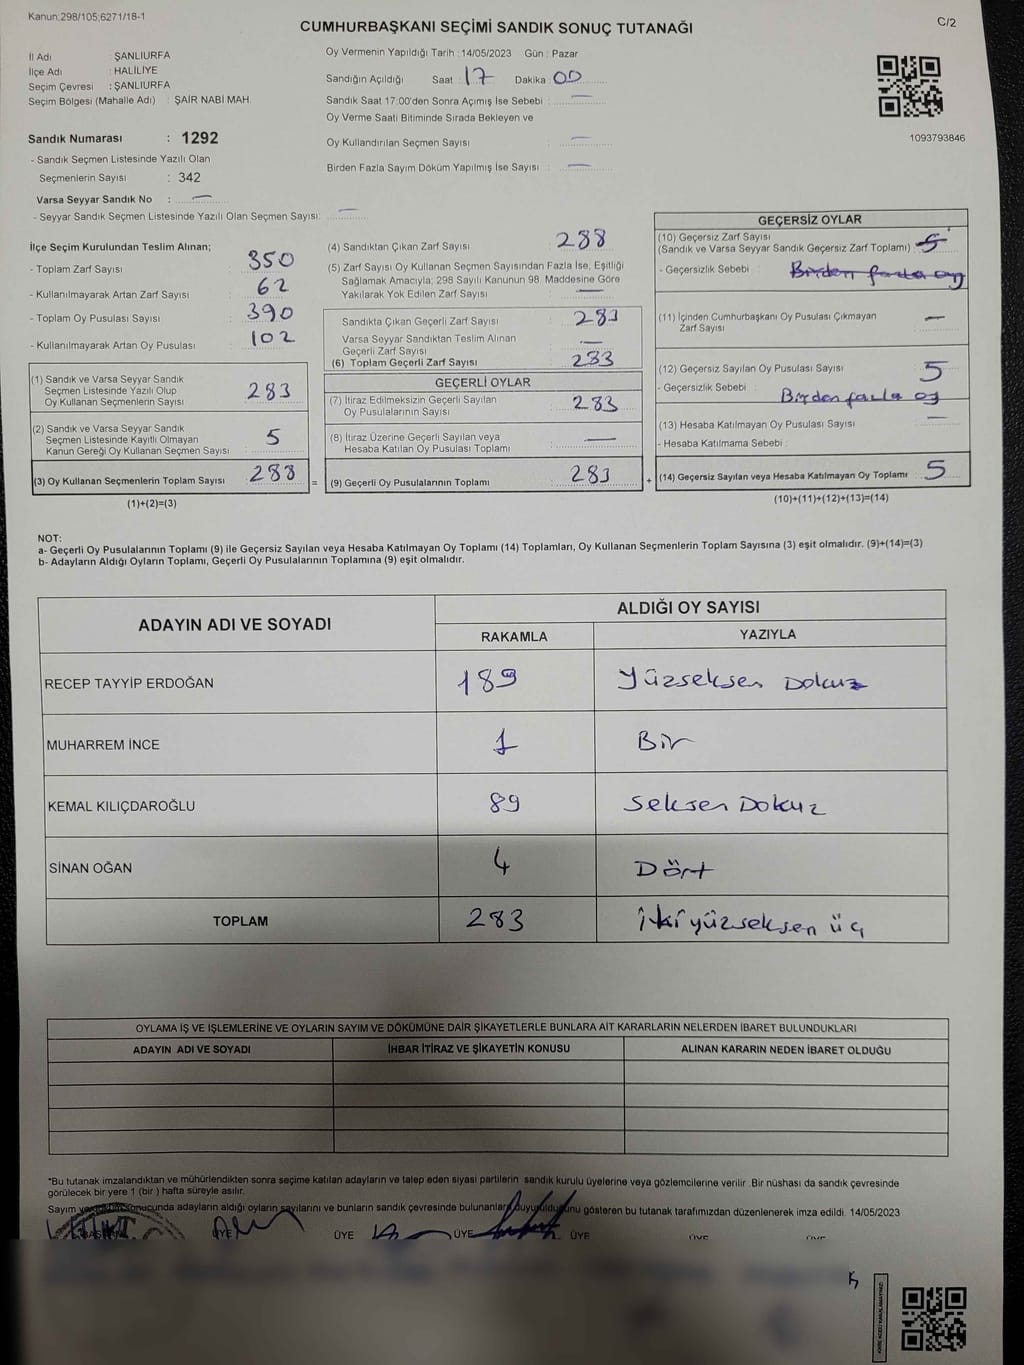 Kanun;298/105;6271/18-1
CUMHURBAŞKANI SEÇİMİ SANDIK SONUÇ TUTANAĞI
C/2
İl Adı : ŞANLIURFA
İlçe Adı : HALİLİYE
Seçim Çevresi : ŞANLIURFA
Seçim Bölgesi (Mahalle Adı) : ŞAİR NABİ MAH.
Oy Vermenin Yapıldığı Tarih : 14/05/2023 Gün : Pazar
Sandığın Açıldığı Saat : 17 Dakika 00
Sandık Saat 17:00'den Sonra Açımış İse Sebebi : —
Oy Verme Saati Bitiminde Sırada Bekleyen ve
Oy Kullandırılan Seçmen Sayısı : —
Birden Fazla Sayım Döküm Yapılmış İse Sayısı : —
1093793846
Sandık Numarası : 1292
- Sandık Seçmen Listesinde Yazılı Olan
Seçmenlerin Sayısı : 342
Varsa Seyyar Sandık No : —
- Seyyar Sandık Seçmen Listesinde Yazılı Olan Seçmen Sayısı: —
İlçe Seçim Kurulundan Teslim Alınan;
- Toplam Zarf Sayısı : 350
- Kullanılmayarak Artan Zarf Sayısı : 62
- Toplam Oy Pusulası Sayısı : 390
- Kullanılmayarak Artan Oy Pusulası : 102
(1) Sandık ve Varsa Seyyar Sandık
Seçmen Listesinde Yazılı Olup
Oy Kullanan Seçmenlerin Sayısı : 283
(2) Sandık ve Varsa Seyyar Sandık
Seçmen Listesinde Kayıtlı Olmayan
Kanun Gereği Oy Kullanan Seçmen Sayısı : 5
(3) Oy Kullanan Seçmenlerin Toplam Sayısı : 288
(1)+(2)=(3)
(4) Sandıktan Çıkan Zarf Sayısı : 288
(5) Zarf Sayısı Oy Kullanan Seçmen Sayısından Fazla İse, Eşitliği
Sağlamak Amacıyla; 298 Sayılı Kanunun 98. Maddesine Göre
Yakılarak Yok Edilen Zarf Sayısı : —
Sandıkta Çıkan Geçerli Zarf Sayısı : 283
Varsa Seyyar Sandıktan Teslim Alınan
Geçerli Zarf Sayısı : —
(6) Toplam Geçerli Zarf Sayısı : 283
GEÇERLİ OYLAR
(7) İtiraz Edilmeksizin Geçerli Sayılan
Oy Pusulalarının Sayısı : 283
(8) İtiraz Üzerine Geçerli Sayılan veya
Hesaba Katılan Oy Pusulası Toplamı : —
= (9) Geçerli Oy Pusulalarının Toplamı : 283 +
GEÇERSİZ OYLAR
(10) Geçersiz Zarf Sayısı
(Sandık ve Varsa Seyyar Sandık Geçersiz Zarf Toplamı) : 5
- Geçersizlik Sebebi : Birden fazla oy
(11) İçinden Cumhurbaşkanı Oy Pusulası Çıkmayan
Zarf Sayısı : —
(12) Geçersiz Sayılan Oy Pusulası Sayısı : 5
- Geçersizlik Sebebi : Birden fazla oy
(13) Hesaba Katılmayan Oy Pusulası Sayısı : —
- Hesaba Katılmama Sebebi :
(14) Geçersiz Sayılan veya Hesaba Katılmayan Oy Toplamı : 5
(10)+(11)+(12)+(13)=(14)
NOT:
a- Geçerli Oy Pusulalarının Toplamı (9) ile Geçersiz Sayılan veya Hesaba Katılmayan Oy Toplamı (14) Toplamları, Oy Kullanan Seçmenlerin Toplam Sayısına (3) eşit olmalıdır. (9)+(14)=(3)
b- Adayların Aldığı Oyların Toplamı, Geçerli Oy Pusulalarının Toplamına (9) eşit olmalıdır.
ADAYIN ADI VE SOYADI
ALDIĞI OY SAYISI
RAKAMLA YAZIYLA
RECEP TAYYİP ERDOĞAN 189 Yüzseksen Dokuz
MUHARREM İNCE 1 Bir
KEMAL KILIÇDAROĞLU 89 Seksen Dokuz
SİNAN OĞAN 4 Dört
TOPLAM 283 İkiyüzseksen üç
OYLAMA İŞ VE İŞLEMLERİNE VE OYLARIN SAYIM VE DÖKÜMÜNE DAİR ŞİKAYETLERLE BUNLARA AİT KARARLARIN NELERDEN İBARET BULUNDUKLARI
ADAYIN ADI VE SOYADI İHBAR İTİRAZ VE ŞİKAYETİN KONUSU ALINAN KARARIN NEDEN İBARET OLDUĞU
*Bu tutanak imzalandıktan ve mühürlendikten sonra seçime katılan adayların ve talep eden siyasi partilerin sandık kurulu üyelerine veya gözlemcilerine verilir. Bir nüshası da sandık çevresinde
görülecek bir yere 1 (bir ) hafta süreyle asılır.
Sayım ve sonucunda adayların aldığı oyların sayılarını ve bunların sandık çevresinde bulunanlara duyurulduğunu gösteren bu tutanak tarafımızdan düzenlenerek imza edildi. 14/05/2023
BAŞKAN ÜYE ÜYE ÜYE ÜYE ÜYE ÜYE